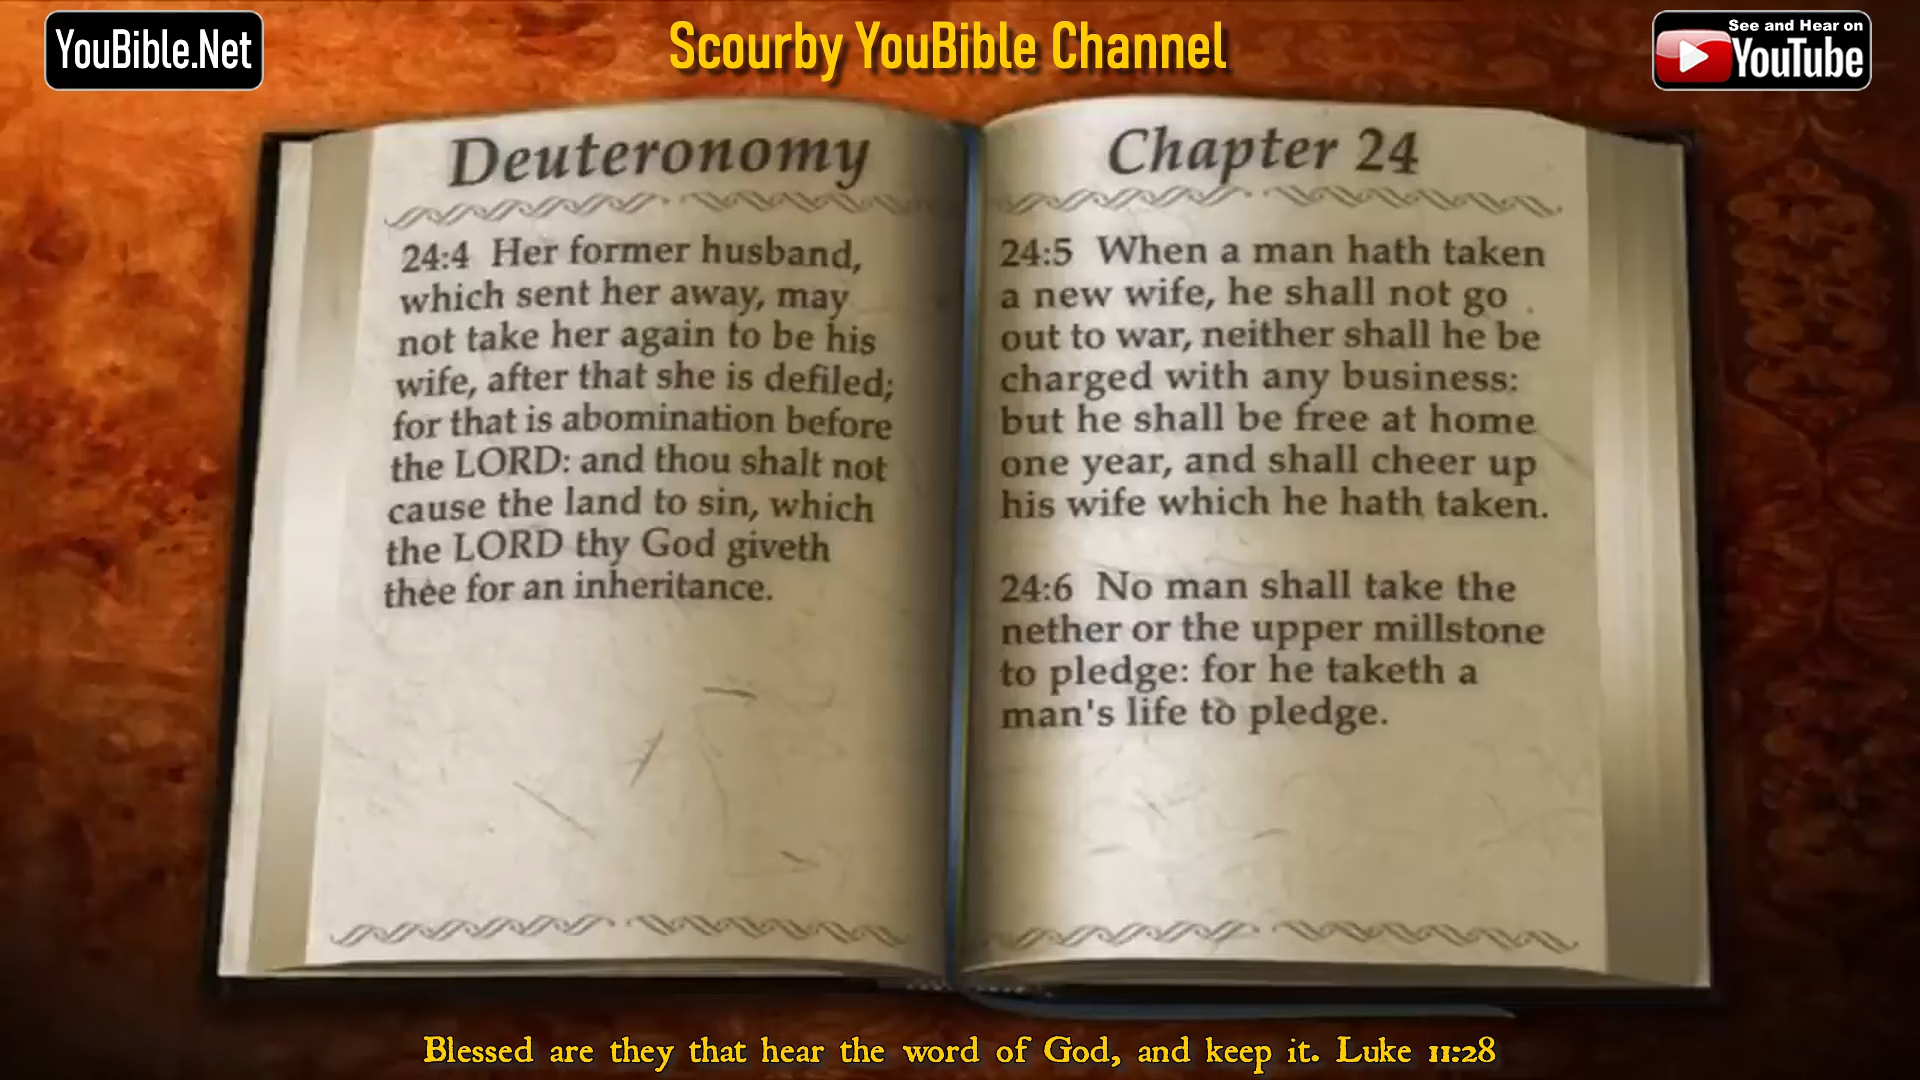 YouBible.Net
Scourby YouBible Channel
See and Hear on
YouTube
Deuteronomy
24:4 Her former husband,
which sent her away, may
not take her again to be his
wife, after that she is defiled;
for that is abomination before
the LORD: and thou shalt not
cause the land to sin, which
the LORD thy God giveth
thee for an inheritance.
Chapter 24
24:5 When a man hath taken
a new wife, he shall not go
out to war, neither shall he be
charged with any business:
but he shall be free at home
one year, and shall cheer up
his wife which he hath taken.
24:6 No man shall take the
nether or the upper millstone
to pledge: for he taketh a
man's life to pledge.
Blessed are they that hear the word of God, and keep it. Luke 11:28